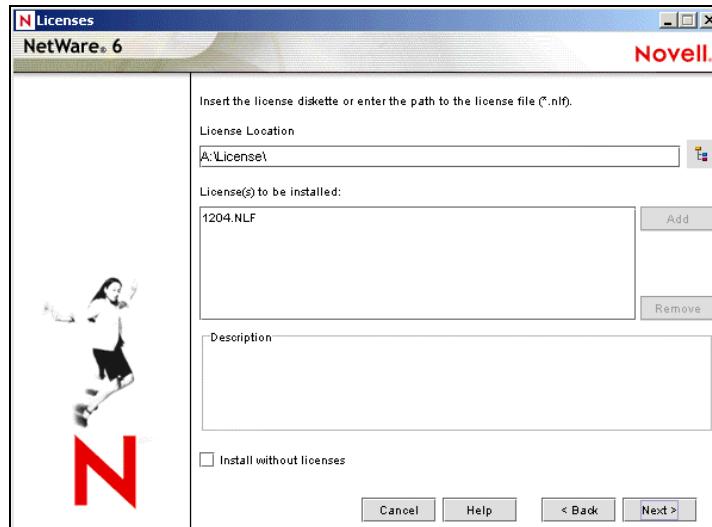 Licenses
NetWare® 6
Novell.
Insert the license diskette or enter the path to the license file (*.nlf).
License Location
A:\License\
License(s) to be installed:
1204.NLF
Add
Remove
Description
Install without licenses
Cancel Help < Back Next >